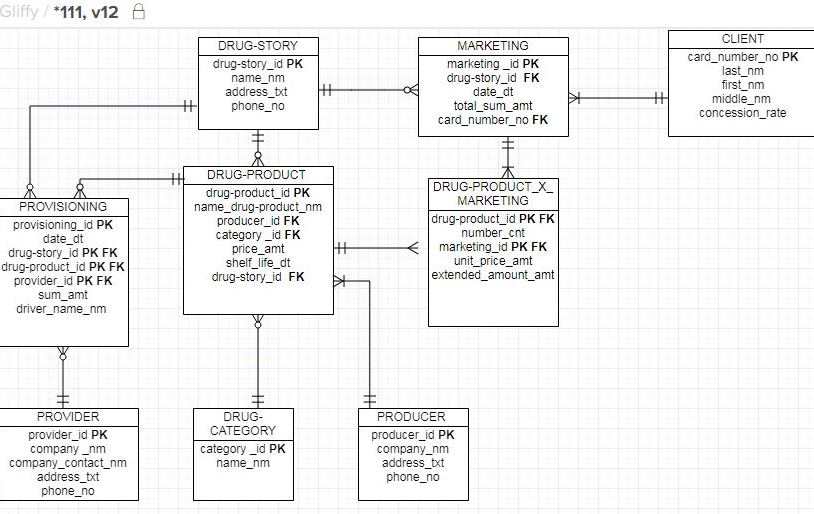 Gliffy / *111, v12
DRUG-STORY
drug-story_id PK
name_nm
address_txt
phone_no
MARKETING
marketing _id PK
drug-story_id FK
date_dt
total_sum_amt
card_number_no FK
CLIENT
card_number_no PK
last_nm
first_nm
middle_nm
concession_rate
PROVISIONING
provisioning_id PK
date_dt
drug-story_id PK FK
drug-product_id PK FK
provider_id PK FK
sum_amt
driver_name_nm
DRUG-PRODUCT
drug-product_id PK
name_drug-product_nm
producer_id FK
category _id FK
price_amt
shelf_life_dt
drug-story_id FK
DRUG-PRODUCT_X_
MARKETING
drug-product_id PK FK
number_cnt
marketing_id PK FK
unit_price_amt
extended_amount_amt
PROVIDER
provider_id PK
company _nm
company_contact_nm
address_txt
phone_no
DRUG-
CATEGORY
category _id PK
name_nm
PRODUCER
producer_id PK
company_nm
address_txt
phone_no